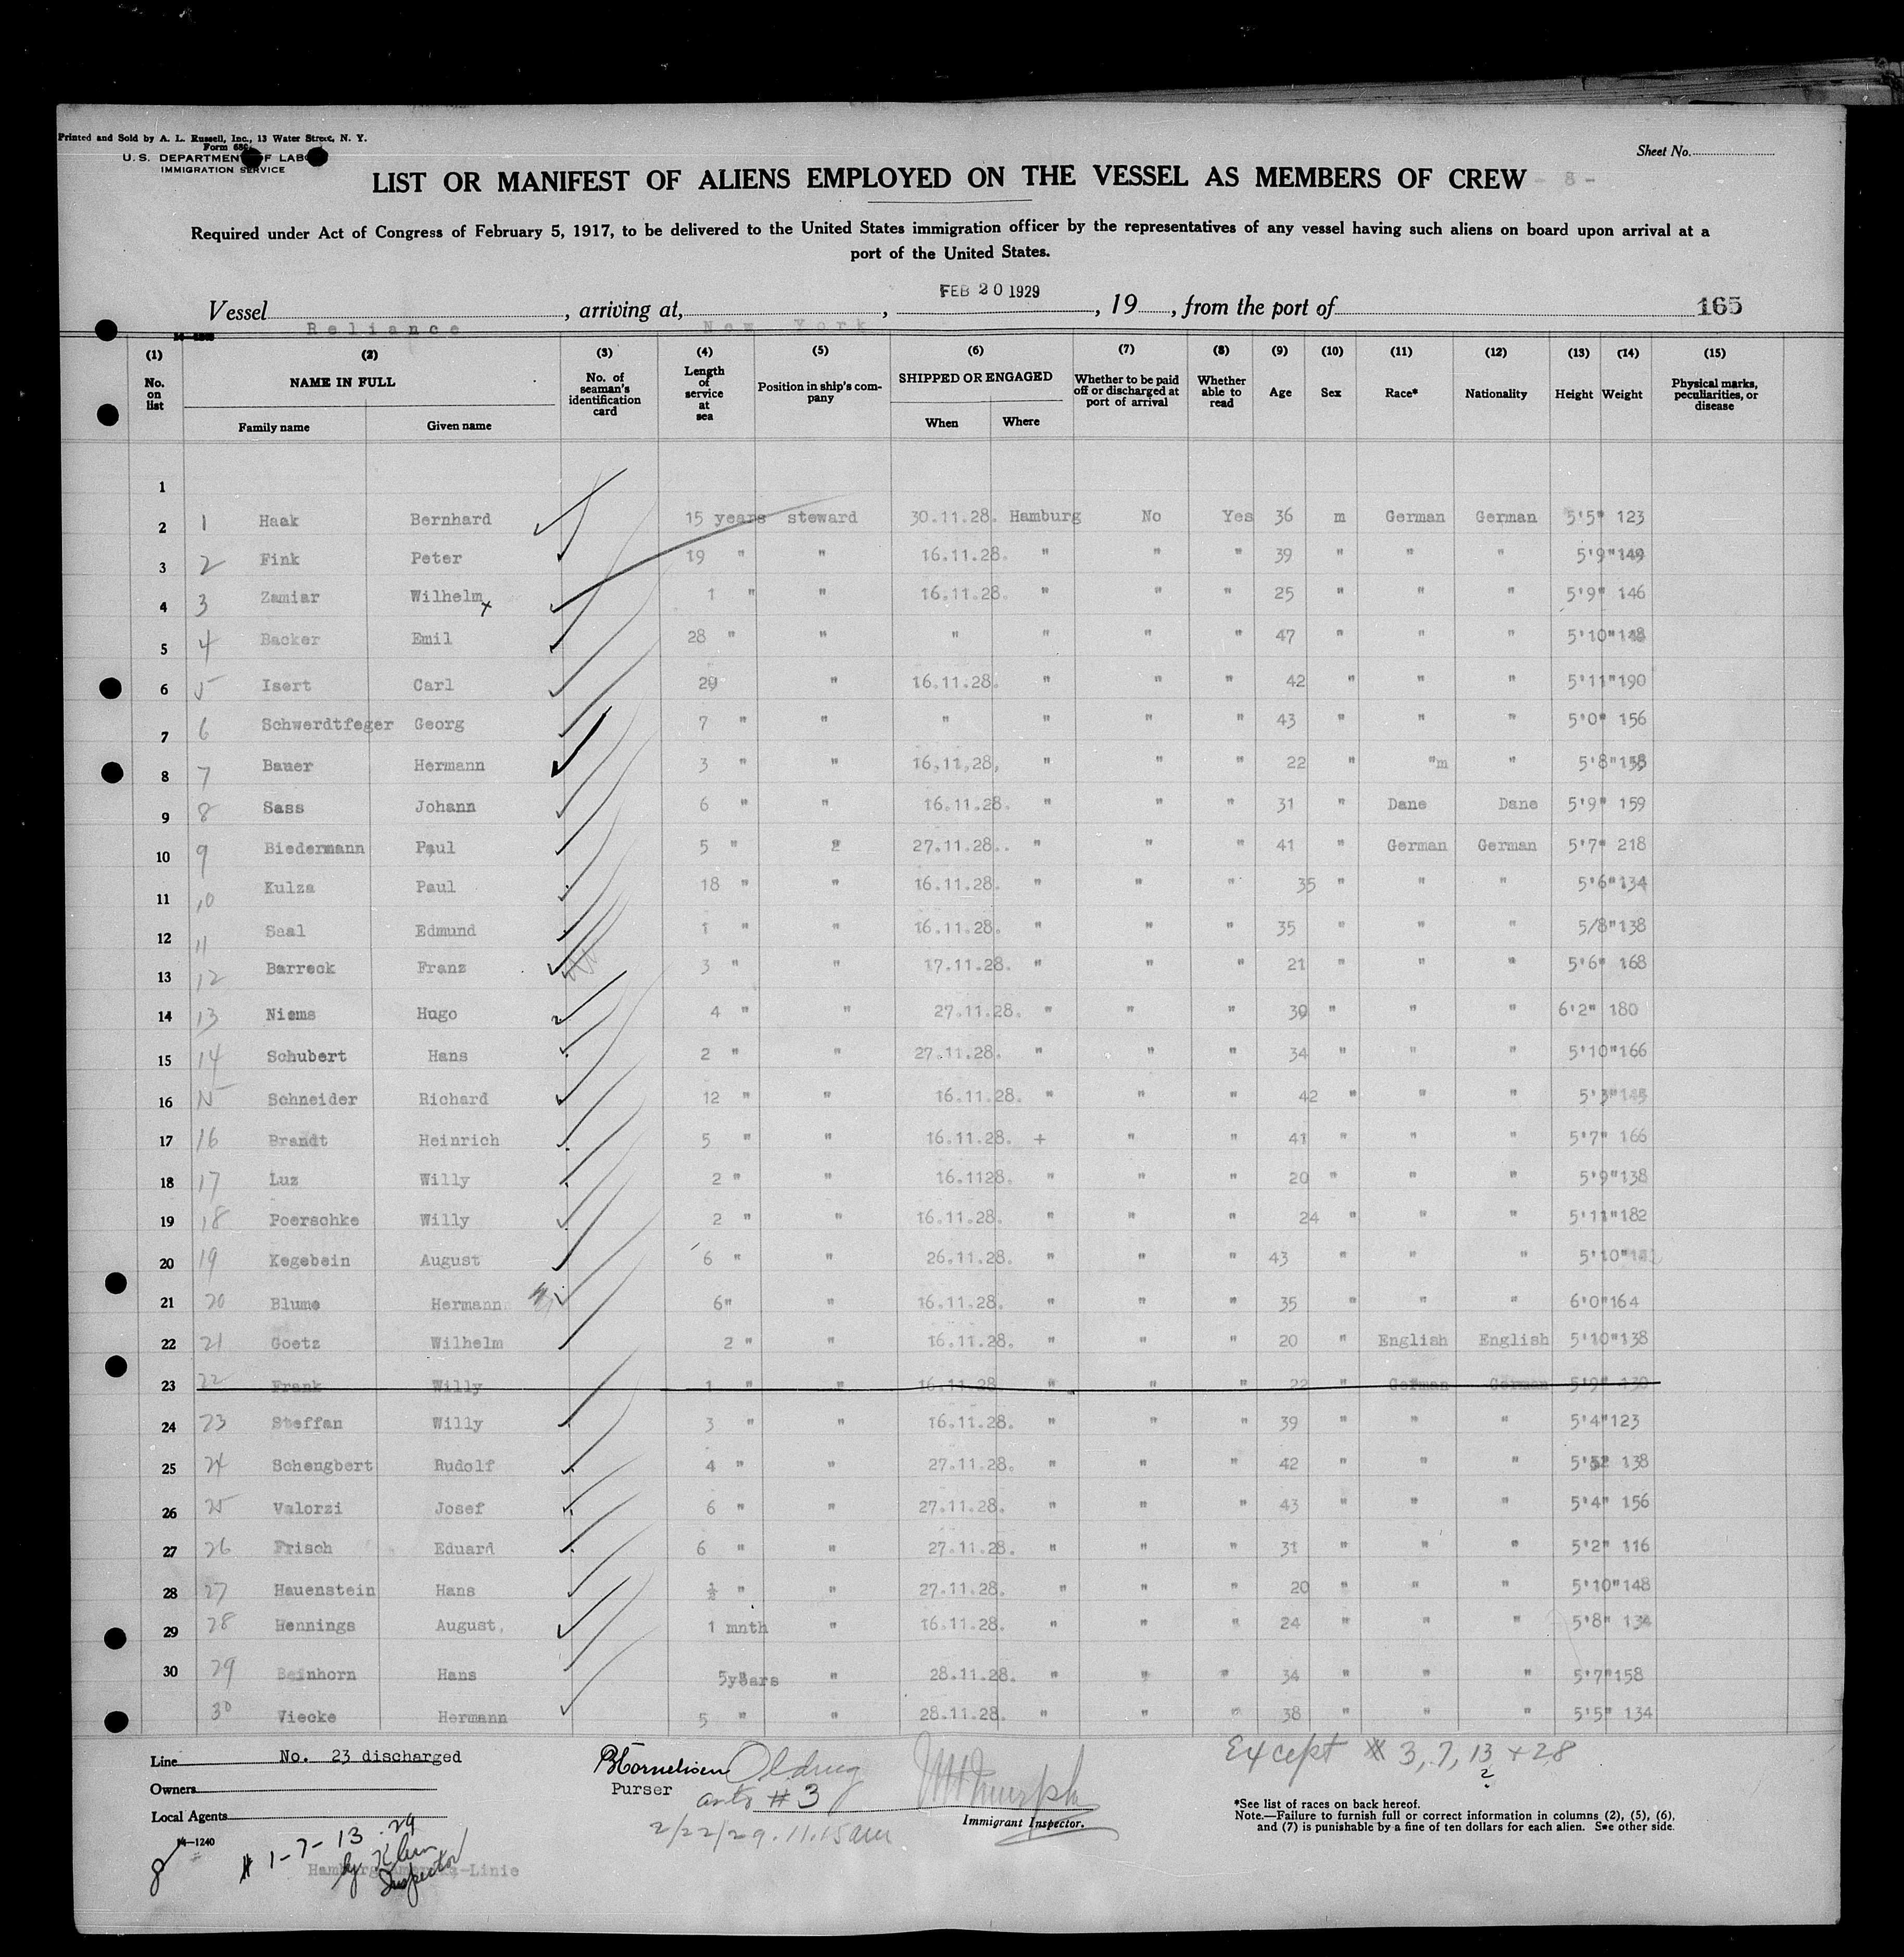 Printed and Sold by A. L. Russell, Inc., 13 Water Street, N. Y.
Form 680
U. S. DEPARTMENT OF LABOR
IMMIGRATION SERVICE
Sheet No.
LIST OR MANIFEST OF ALIENS EMPLOYED ON THE VESSEL AS MEMBERS OF CREW - 8 -
Required under Act of Congress of February 5, 1917, to be delivered to the United States immigration officer by the representatives of any vessel having such aliens on board upon arrival at a
port of the United States.
Vessel Reliance, arriving at, New York, FEB 20 1929, 19, from the port of 165
(1) (2) (3) (4) (5) (6) (7) (8) (9) (10) (11) (12) (13) (14) (15)
No. on list NAME IN FULL Family name Given name No. of seaman's identification card Length of service at sea Position in ship's company SHIPPED OR ENGAGED When Where Whether to be paid off or discharged at port of arrival Whether able to read Age Sex Race* Nationality Height Weight Physical marks, peculiarities, or disease
1
2 1 Haak Bernhard 15 years steward 30.11.28. Hamburg No Yes 36 m German German 5'5" 123
3 2 Fink Peter 19 " " 16.11.28. " " " 39 " " " 5'9" 149
4 3 Zamiar Wilhelm x 1 " " 16.11.28. " " " 25 " " " 5'9" 146
5 4 Backer Emil 28 " " " " " " 47 " " " 5'10"
6 5 Isert Carl " 16.11.28. " " " 42 " " " 5'11" 190
7 6 Schwerdtfeger Georg 7 " " " " " " 43 " " " 5'0" 156
8 7 Bauer Hermann 3 " " 16,11,28, " " " 22 " "m " 5'8"
9 8 Sass Johann 6 " " 16.11.28. " " " 31 " Dane Dane 5'9" 159
10 9 Biedermann Paul 5 " 27.11.28.. " " " 41 " German German 5'7" 218
11 10 Kulza Paul 18 " " 16.11.28. " " " 35 " " " 5'6" 134
12 11 Saal Edmund 1 " " 16.11.28. " " " 35 " " " 5/8" 138
13 12 Barreck Franz 3 " " 17.11.28. " " " 21 " " " 5'6" 168
14 13 Niems Hugo 4 " " 27.11.28. " " " 39 " " " 6'2" 180
15 14 Schubert Hans 2 " " 27.11.28. " " " 34 " " " 5'10" 166
16 15 Schneider Richard 12 " " 16.11.28. " " " 42 " " " 5'3" 145
17 16 Brandt Heinrich 5 " " 16.11.28. + " " 41 " " " 5'7" 166
18 17 Luz Willy 2 " " 16.1128. " " " 20 " " " 5'9" 138
19 18 Poerschke Willy 2 " " 16.11.28. " " " 24 " " " 5'11" 182
20 19 Kegebein August 6 " " 26.11.28. " " " 43 " " " 5'10"
21 20 Blume Hermann 6" " 16.11.28. " " " 35 " " " 6'0" 164
22 21 Goetz Wilhelm 2 " " 16.11.28. " " " 20 " English English 5'10" 138
23 22 Frank Willy 1 " " 16.11.28 " " " 22 " German German 5'9" 130
24 23 Steffan Willy 3 " " 16.11.28. " " " 39 " " " 5'4" 123
25 24 Schengbert Rudolf 4 " " 27.11.28. " " " 42 " " " 138
26 25 Valorzi Josef 6 " " 27.11.28. " " " 43 " " " 5'4" 156
27 26 Frisch Eduard 6 " " 27.11.28. " " " 31 " " " 5'2" 116
28 27 Hauenstein Hans ½ " " 27.11.28. " " " 20 " " " 5'10" 148
29 28 Hennings August, 1 mnth " 16.11.28. " " " 24 " " " 5'8" 134
30 29 Beinhorn Hans 5years " 28.11.28. " " " 34 " " " 5'7" 158
30 Viecke Hermann 5 " " 28.11.28. " " " 38 " " " 5'5" 134
Line No. 23 discharged
Owners
Local Agents
14-1240
Hamburg-Amerika-Linie
# 1-7-13.29
by Klein
Inspector
Purser
#3
2/22/29. 11.15 am
Immigrant Inspector.
Except # 3, 7, 13 + 28
2
*See list of races on back hereof.
Note.—Failure to furnish full or correct information in columns (2), (5), (6),
and (7) is punishable by a fine of ten dollars for each alien. See other side.